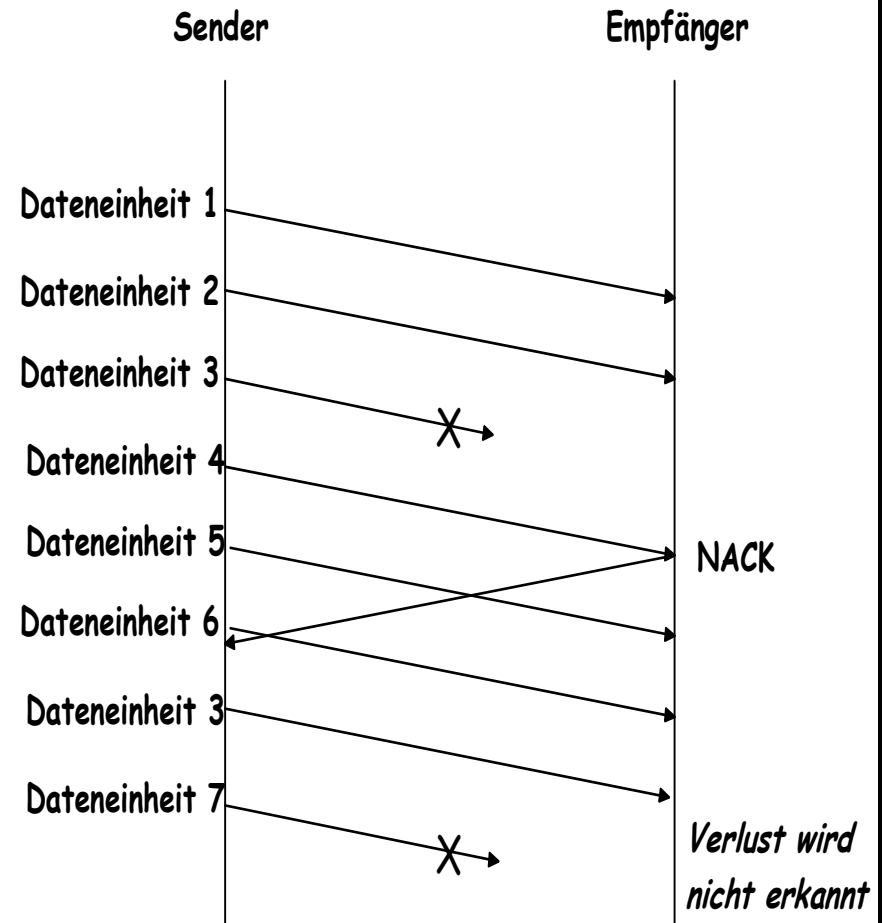 Sender Empfänger
Dateneinheit 1
Dateneinheit 2
Dateneinheit 3
Dateneinheit 4
Dateneinheit 5
NACK
Dateneinheit 6
Dateneinheit 3
Dateneinheit 7
Verlust wird
nicht erkannt